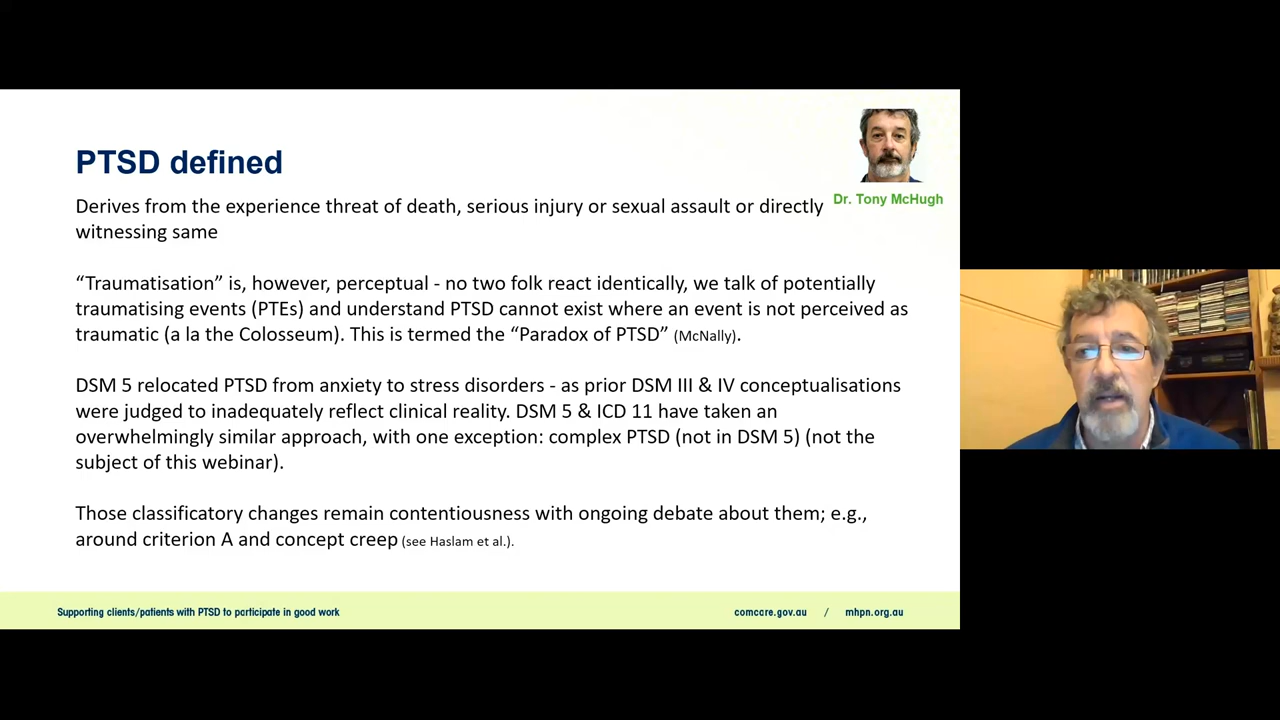 PTSD defined
Dr. Tony McHugh
Derives from the experience threat of death, serious injury or sexual assault or directly
witnessing same
“Traumatisation” is, however, perceptual - no two folk react identically, we talk of potentially
traumatising events (PTEs) and understand PTSD cannot exist where an event is not perceived as
traumatic (a la the Colosseum). This is termed the “Paradox of PTSD” (McNally).
DSM 5 relocated PTSD from anxiety to stress disorders - as prior DSM III & IV conceptualisations
were judged to inadequately reflect clinical reality. DSM 5 & ICD 11 have taken an
overwhelmingly similar approach, with one exception: complex PTSD (not in DSM 5) (not the
subject of this webinar).
Those classificatory changes remain contentiousness with ongoing debate about them; e.g.,
around criterion A and concept creep (see Haslam et al.).
Supporting clients/patients with PTSD to participate in good work
comcare.gov.au / mhpn.org.au